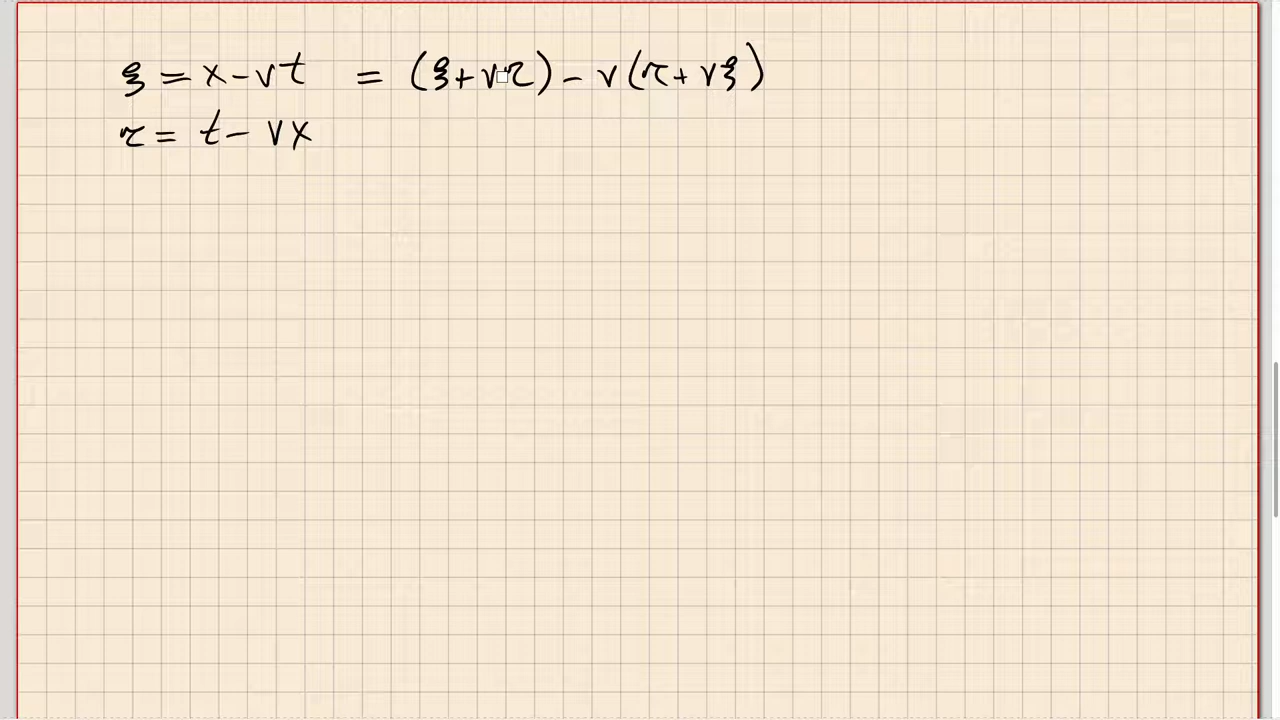 ξ = x - vt = (ξ + vτ) - v(τ + vξ)
τ = t - vx